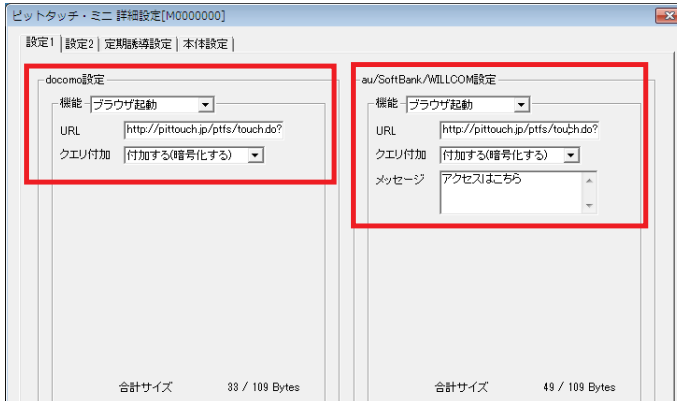 ピットタッチ・ミニ 詳細設定[M0000000]
設定1 設定2 定期誘導設定 本体設定
docomo設定
機能 ブラウザ起動
URL http://pittouch.jp/ptfs/touch.do?
クエリ付加 付加する(暗号化する)
合計サイズ 33 / 109 Bytes
au/SoftBank/WILLCOM設定
機能 ブラウザ起動
URL http://pittouch.jp/ptfs/touch.do?
クエリ付加 付加する(暗号化する)
メッセージ アクセスはこちら
合計サイズ 49 / 109 Bytes